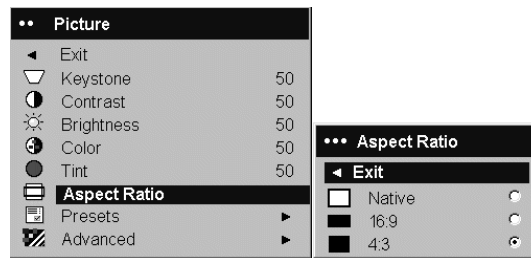 Picture
Exit
Keystone 50
Contrast 50
Brightness 50
Color 50
Tint 50
Aspect Ratio
Presets
Advanced
Aspect Ratio
Exit
Native
16:9
4:3